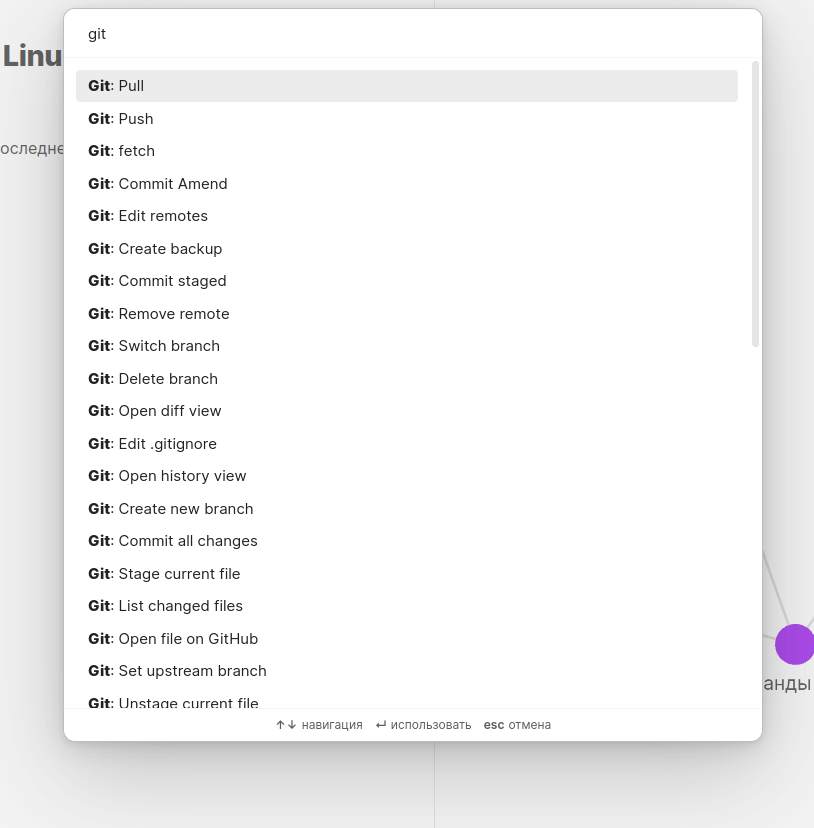 git
Linu
оследне
Git: Pull
Git: Push
Git: fetch
Git: Commit Amend
Git: Edit remotes
Git: Create backup
Git: Commit staged
Git: Remove remote
Git: Switch branch
Git: Delete branch
Git: Open diff view
Git: Edit .gitignore
Git: Open history view
Git: Create new branch
Git: Commit all changes
Git: Stage current file
Git: List changed files
Git: Open file on GitHub
Git: Set upstream branch
Git: Unstage current file
анды
↑↓ навигация ↵ использовать esc отмена